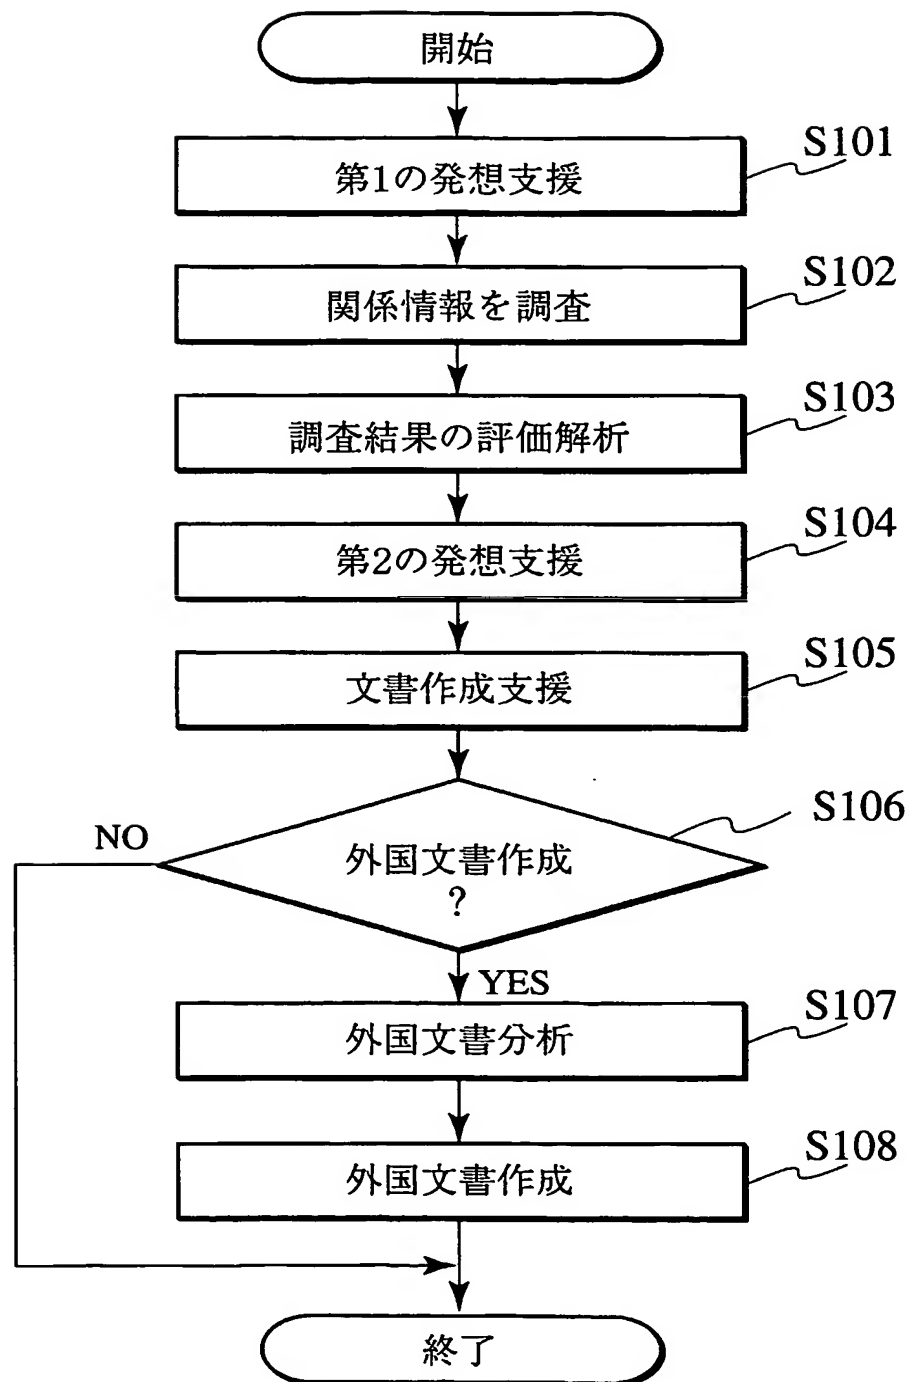 開始
第1の発想支援
S101
関係情報を調査
S102
調査結果の評価解析
S103
第2の発想支援
S104
文書作成支援
S105
外国文書作成
?
S106
NO
YES
外国文書分析
S107
外国文書作成
S108
終了